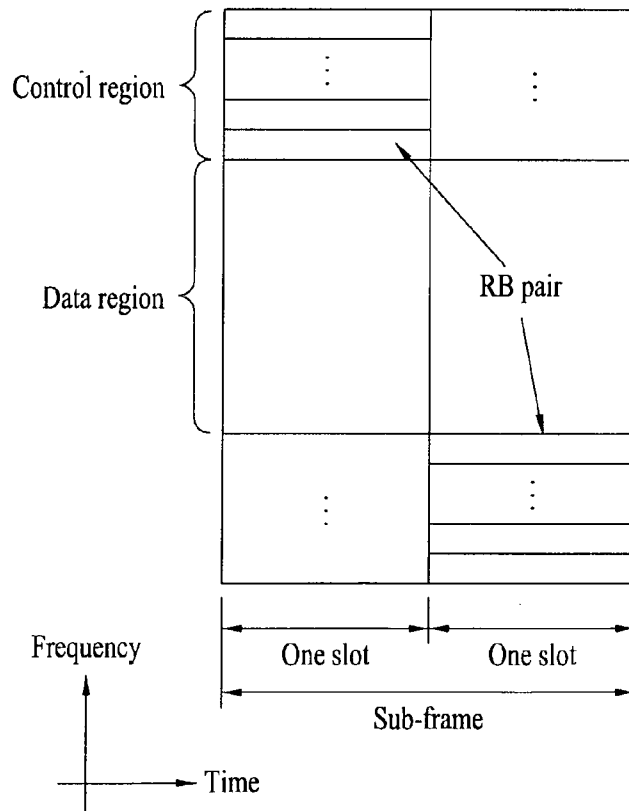 Control region
Data region
RB pair
One slot
One slot
Sub-frame
Frequency
Time